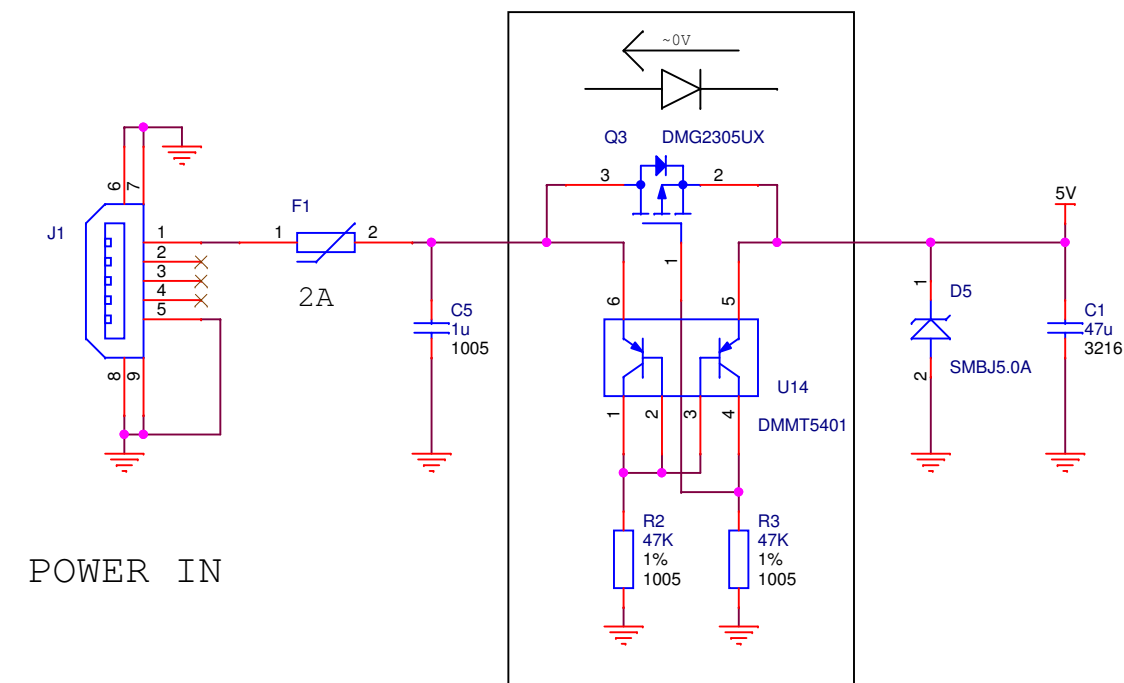 ~0V
Q3 DMG2305UX
3 2
1
6 7
J1
1
2
3
4
5
8 9
F1
1 2
2A
C5
1u
1005
6 5
U14
DMMT5401
1 2 3 4
R2
47K
1%
1005
R3
47K
1%
1005
5V
1
D5
2
SMBJ5.0A
C1
47u
3216
POWER IN